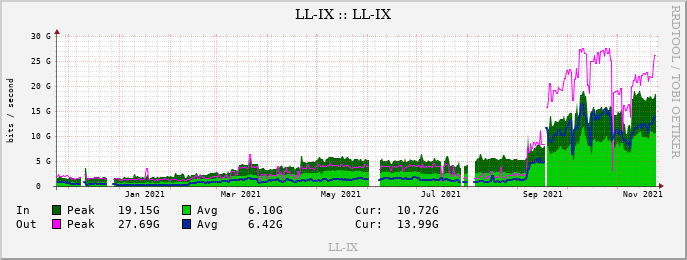 LL-IX :: LL-IX
30 G
25 G
20 G
15 G
10 G
5 G
0
bits / second
Jan 2021 Mar 2021 May 2021 Jul 2021 Sep 2021 Nov 2021
In Peak 19.15G Avg 6.10G Cur: 10.72G
Out Peak 27.69G Avg 6.42G Cur: 13.99G
LL-IX
RRDTOOL / TOBI OETIKER